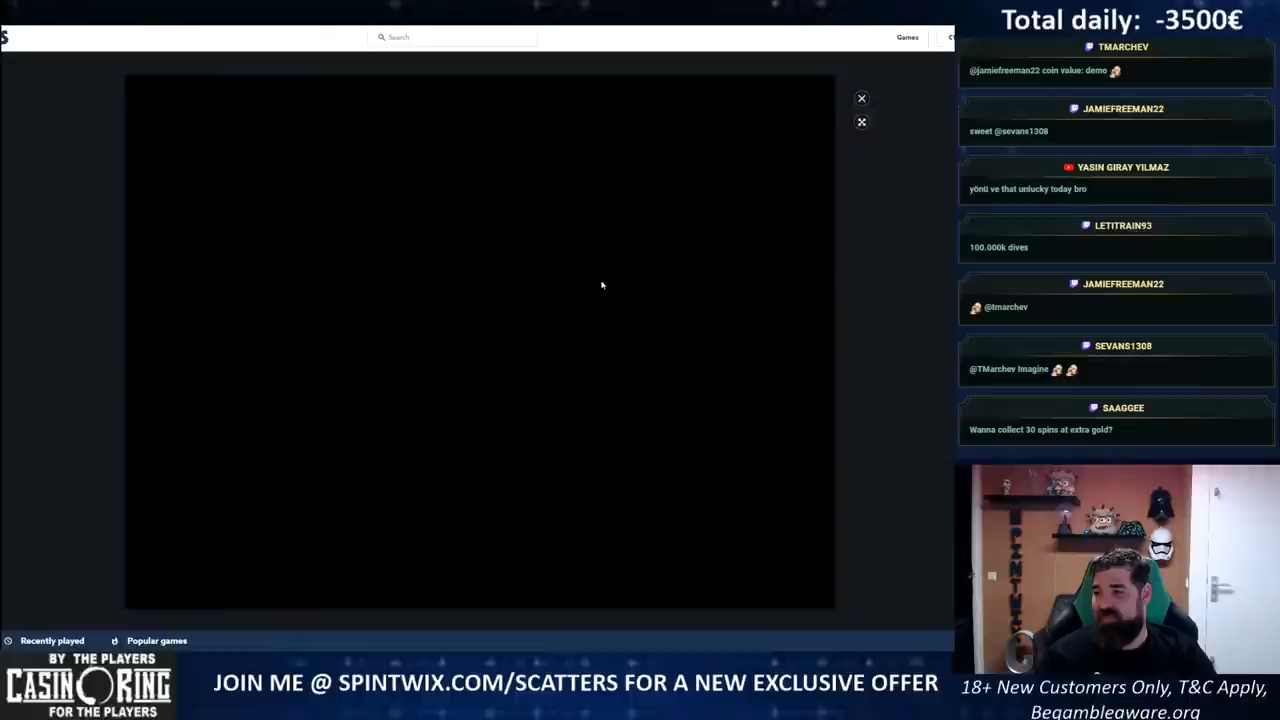 Total daily: -3500€
S
Search
Games
TMARCHEV
@jamiefreeman22 coin value: demo
JAMIEFREEMAN22
sweet @sevans1308
YASIN GIRAY YILMAZ
yönü ve that unlucky today bro
LETITRAIN93
100.000k dives
JAMIEFREEMAN22
@tmarchev
SEVANS1308
@TMarchev Imagine
SAAGGEE
Wanna collect 30 spins at extra gold?
SPINTWIX
Recently played
Popular games
BY THE PLAYERS
CASINO RING
FOR THE PLAYERS
JOIN ME @ SPINTWIX.COM/SCATTERS FOR A NEW EXCLUSIVE OFFER
18+ New Customers Only, T&C Apply,
Begambleaware.org